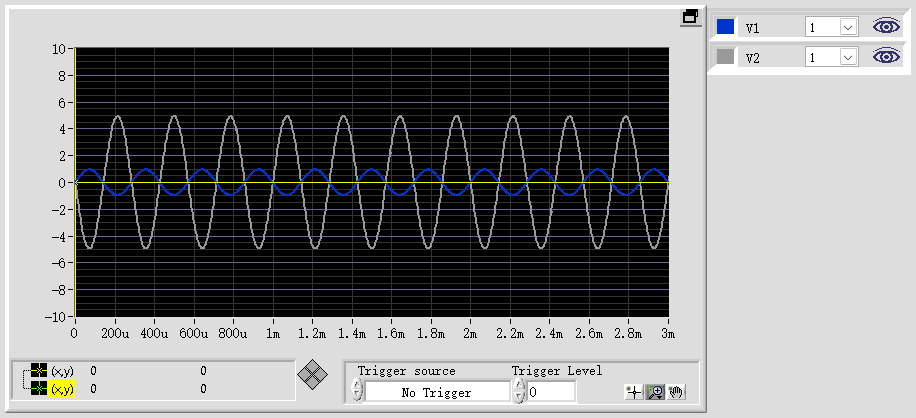 V1 1
V2 1
10
8
6
4
2
0
-2
-4
-6
-8
-10
0 200u 400u 600u 800u 1m 1.2m 1.4m 1.6m 1.8m 2m 2.2m 2.4m 2.6m 2.8m 3m
(x,y) 0 0
(x,y) 0 0
Trigger source Trigger Level
No Trigger 0